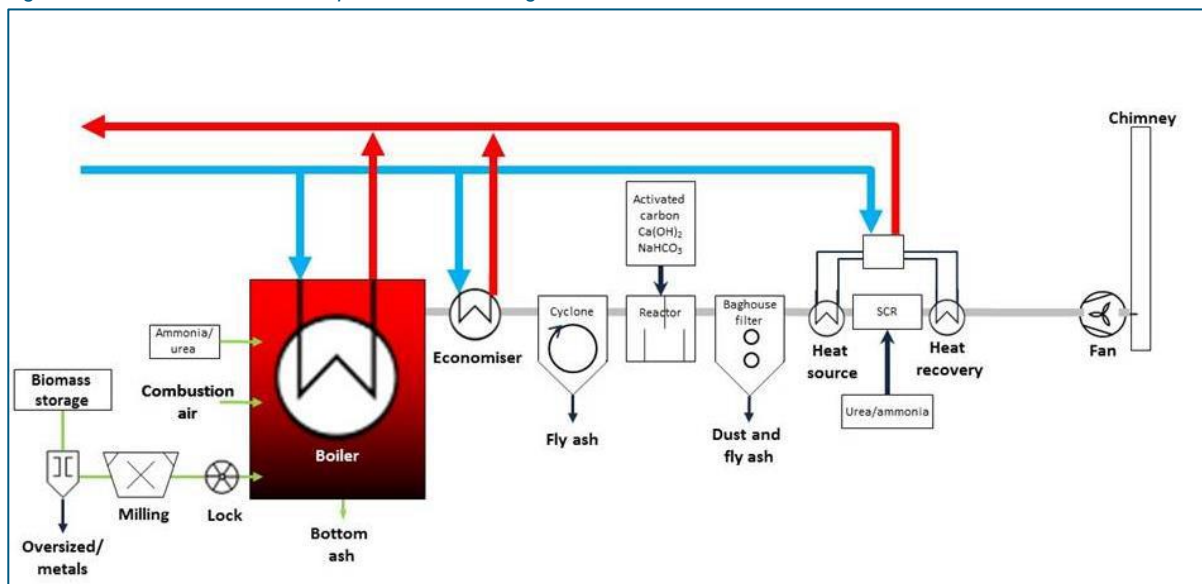 Chimney
Activated
carbon
Ca(OH)₂
NaHCO₃
Ammonia/
urea
Biomass
storage
Combustion
air
Boiler
Economiser
Cyclone
Reactor
Baghouse
filter
SCR
Heat
source
Heat
recovery
Fan
Urea/ammonia
Fly ash
Dust and
fly ash
Milling
Lock
Bottom
ash
Oversized/
metals